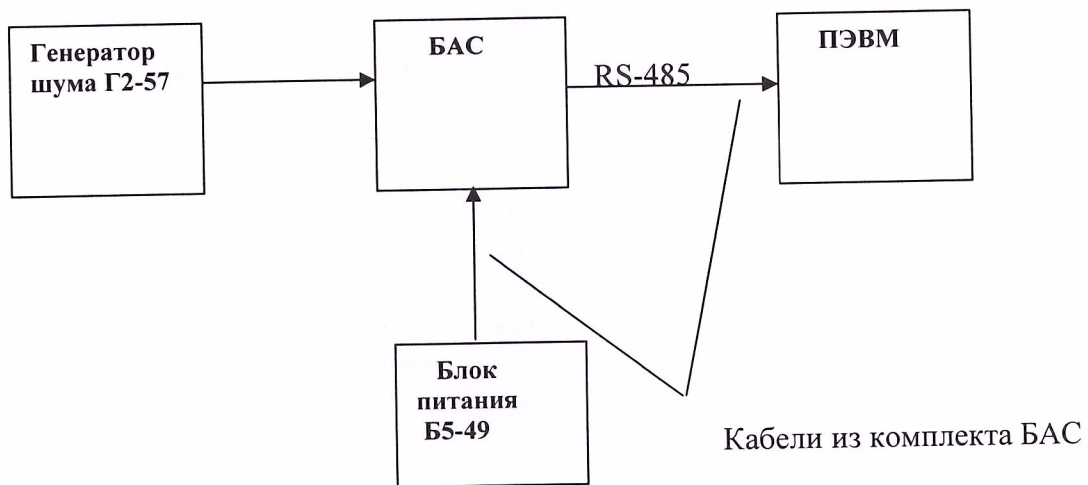 Генератор
шума Г2-57
БАС
RS-485
ПЭВМ
Блок
питания
Б5-49
Кабели из комплекта БАС